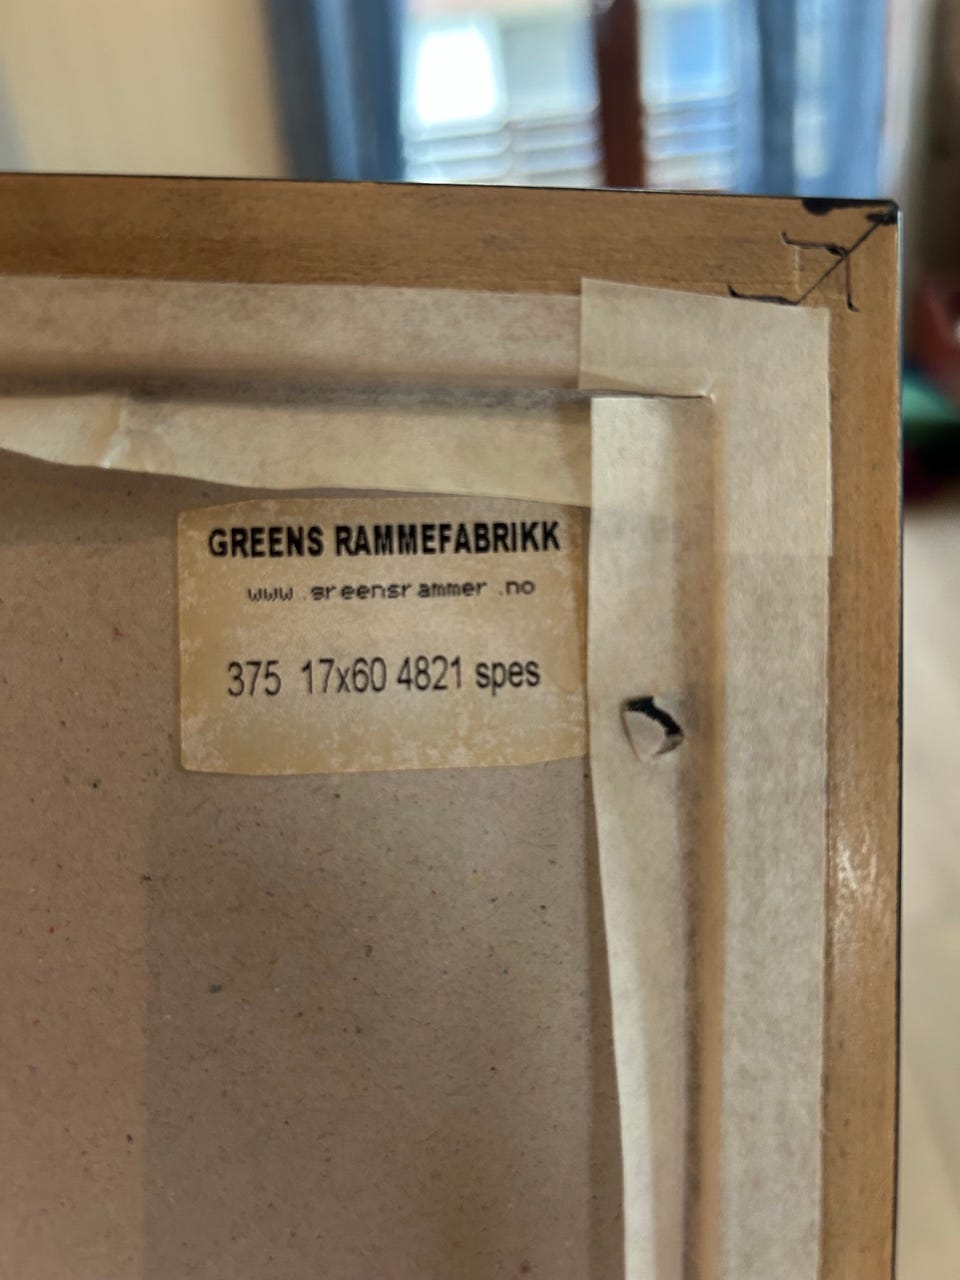 GREENS RAMMEFABRIKK
www.greensrammer.no
375 17x60 4821 spes